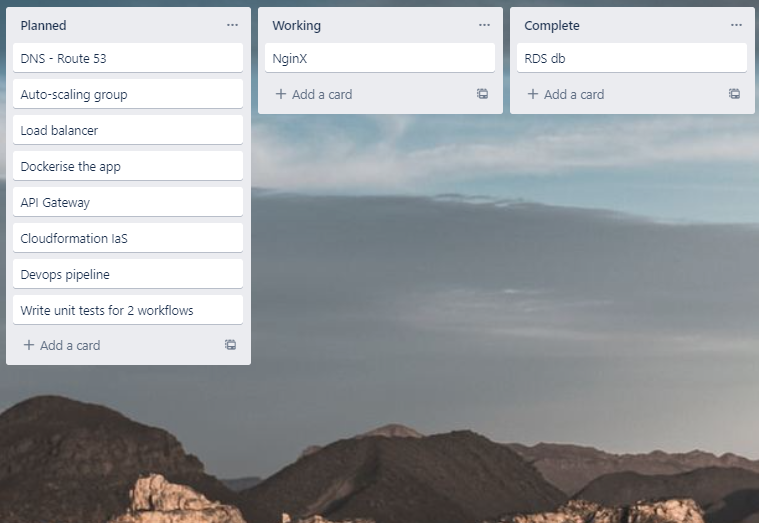 Planned
DNS - Route 53
Auto-scaling group
Load balancer
Dockerise the app
API Gateway
Cloudformation IaS
Devops pipeline
Write unit tests for 2 workflows
+ Add a card
Working
NginX
+ Add a card
Complete
RDS db
+ Add a card